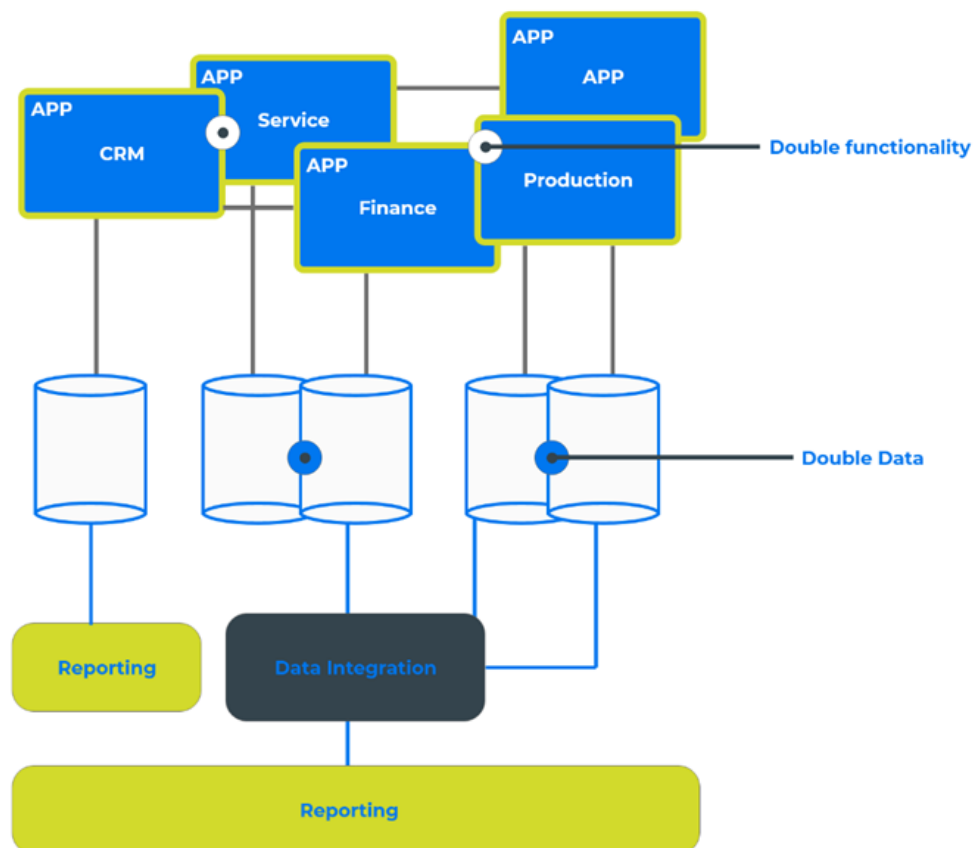 APP
APP
APP
Service
APP
CRM
Double functionality
APP
Production
Finance
Double Data
Reporting
Data Integration
Reporting